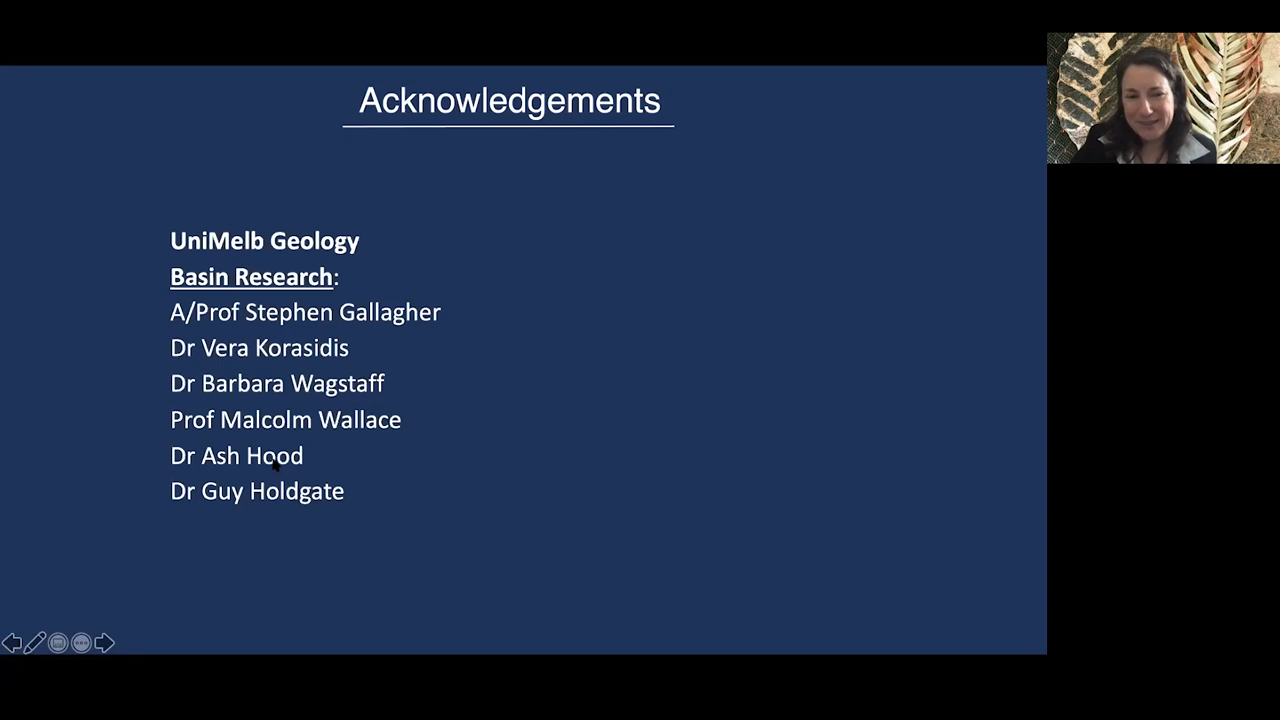 Acknowledgements
UniMelb Geology
Basin Research:
A/Prof Stephen Gallagher
Dr Vera Korasidis
Dr Barbara Wagstaff
Prof Malcolm Wallace
Dr Ash Hood
Dr Guy Holdgate